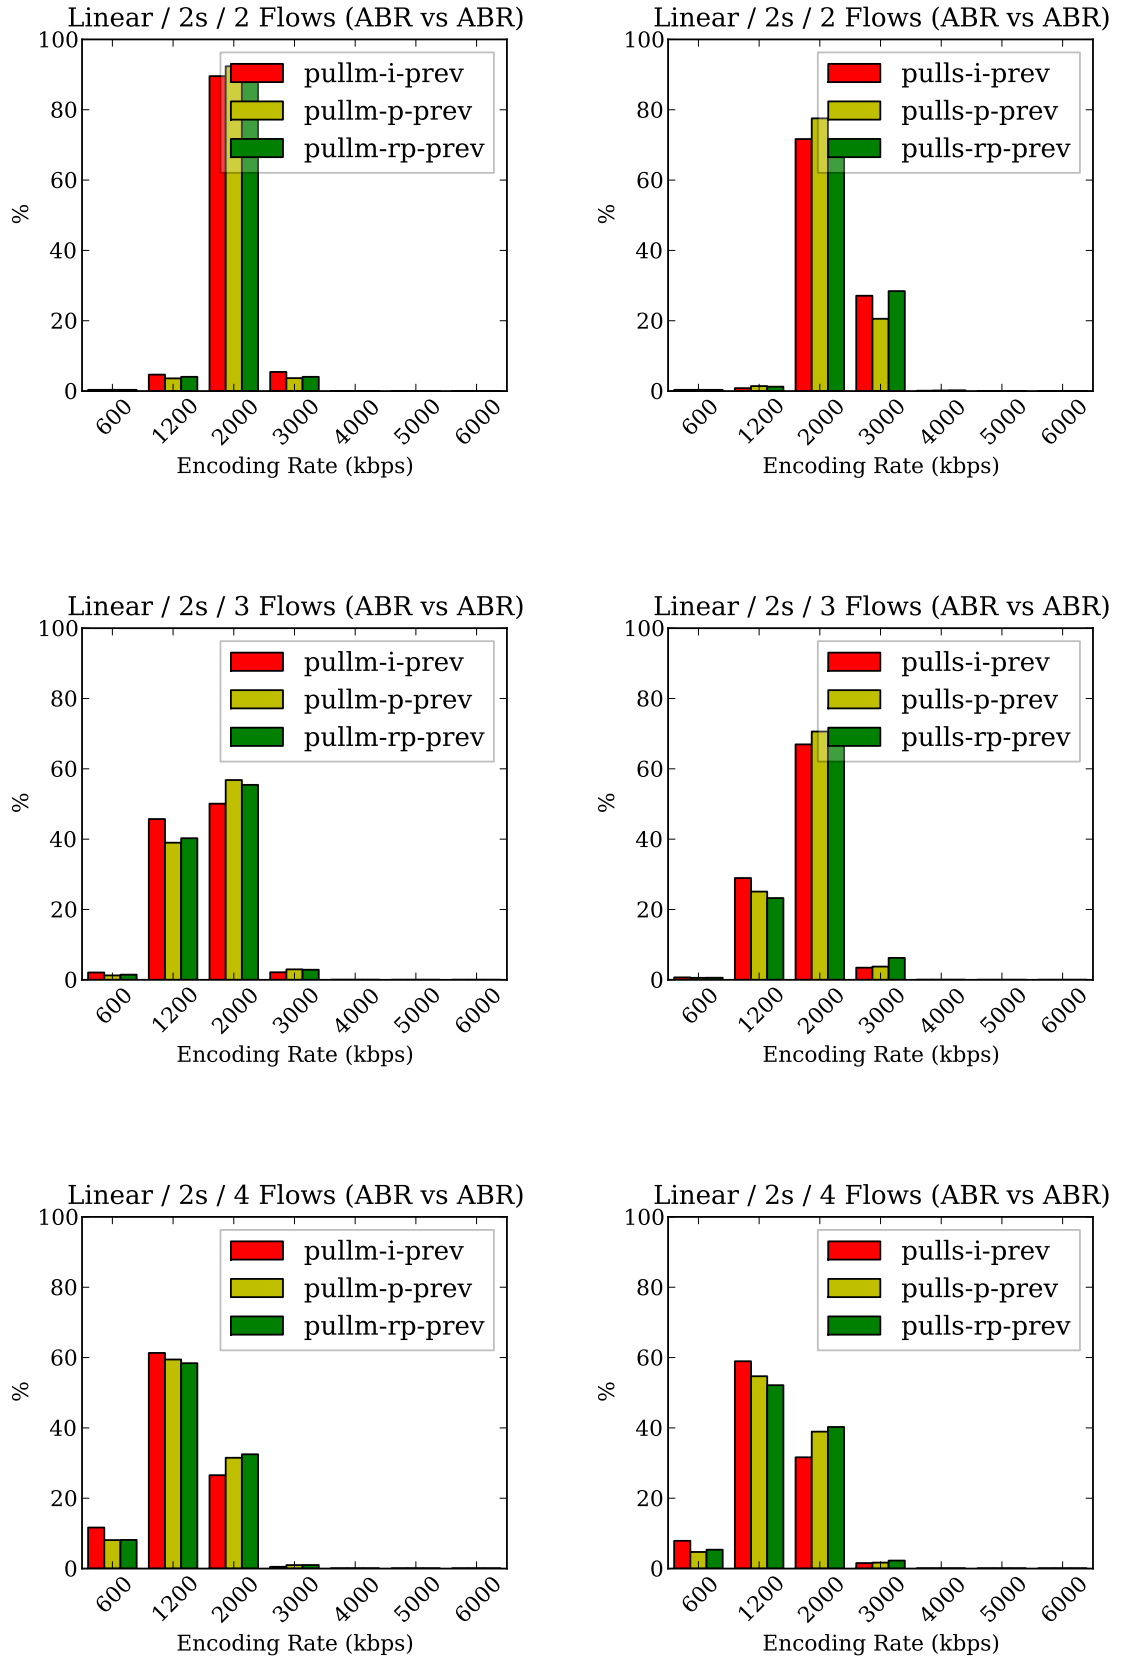 Linear / 2s / 2 Flows (ABR vs ABR)
100
80
60
40
20
0
%
pullm-i-prev
pullm-p-prev
pullm-rp-prev
600 1200 2000 3000 4000 5000 6000
Encoding Rate (kbps)
Linear / 2s / 2 Flows (ABR vs ABR)
100
80
60
40
20
0
%
pulls-i-prev
pulls-p-prev
pulls-rp-prev
600 1200 2000 3000 4000 5000 6000
Encoding Rate (kbps)
Linear / 2s / 3 Flows (ABR vs ABR)
100
80
60
40
20
0
%
pullm-i-prev
pullm-p-prev
pullm-rp-prev
600 1200 2000 3000 4000 5000 6000
Encoding Rate (kbps)
Linear / 2s / 3 Flows (ABR vs ABR)
100
80
60
40
20
0
%
pulls-i-prev
pulls-p-prev
pulls-rp-prev
600 1200 2000 3000 4000 5000 6000
Encoding Rate (kbps)
Linear / 2s / 4 Flows (ABR vs ABR)
100
80
60
40
20
0
%
pullm-i-prev
pullm-p-prev
pullm-rp-prev
600 1200 2000 3000 4000 5000 6000
Encoding Rate (kbps)
Linear / 2s / 4 Flows (ABR vs ABR)
100
80
60
40
20
0
%
pulls-i-prev
pulls-p-prev
pulls-rp-prev
600 1200 2000 3000 4000 5000 6000
Encoding Rate (kbps)